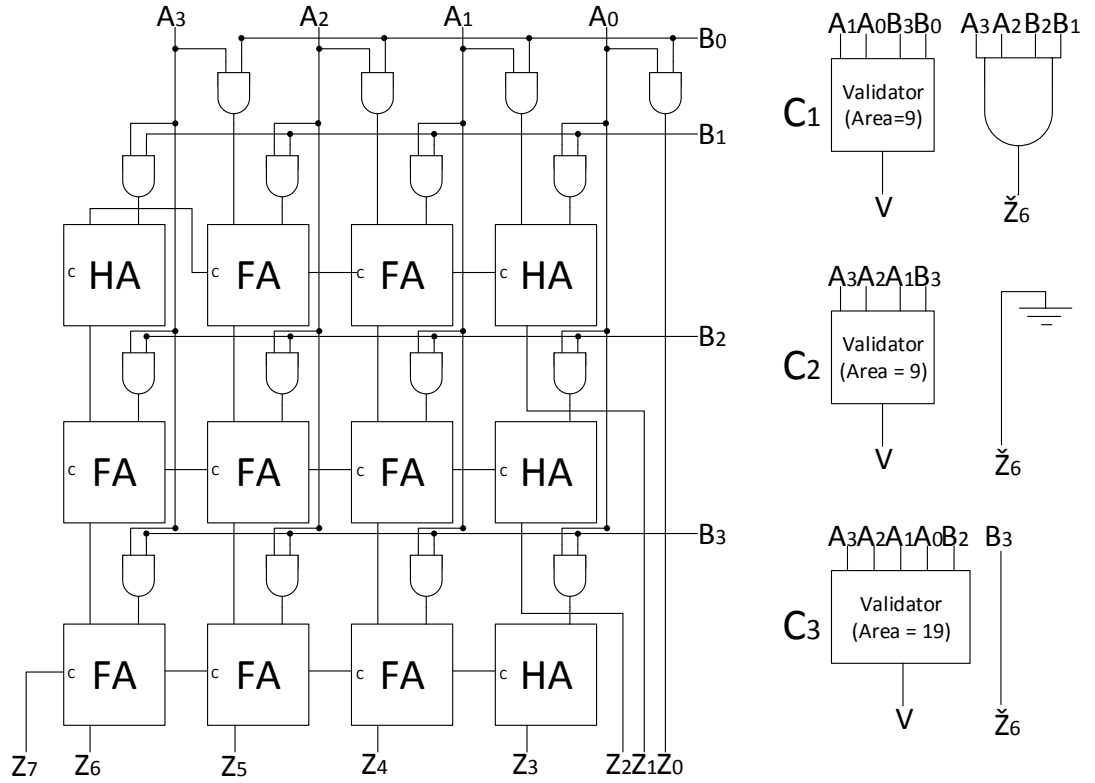 A3 A2 A1 A0
B0
B1
C HA C FA C FA HA
B2
C FA C FA C FA HA
B3
C FA C FA C FA HA
Z7 Z6 Z5 Z4 Z3 Z2 Z1 Z0
A1 A0 B3 B0 A3 A2 B2 B1
C1
Validator
(Area=9)
V Ž6
A3 A2 A1 B3
C2
Validator
(Area = 9)
V Ž6
A3 A2 A1 A0 B2 B3
C3
Validator
(Area = 19)
V Ž6